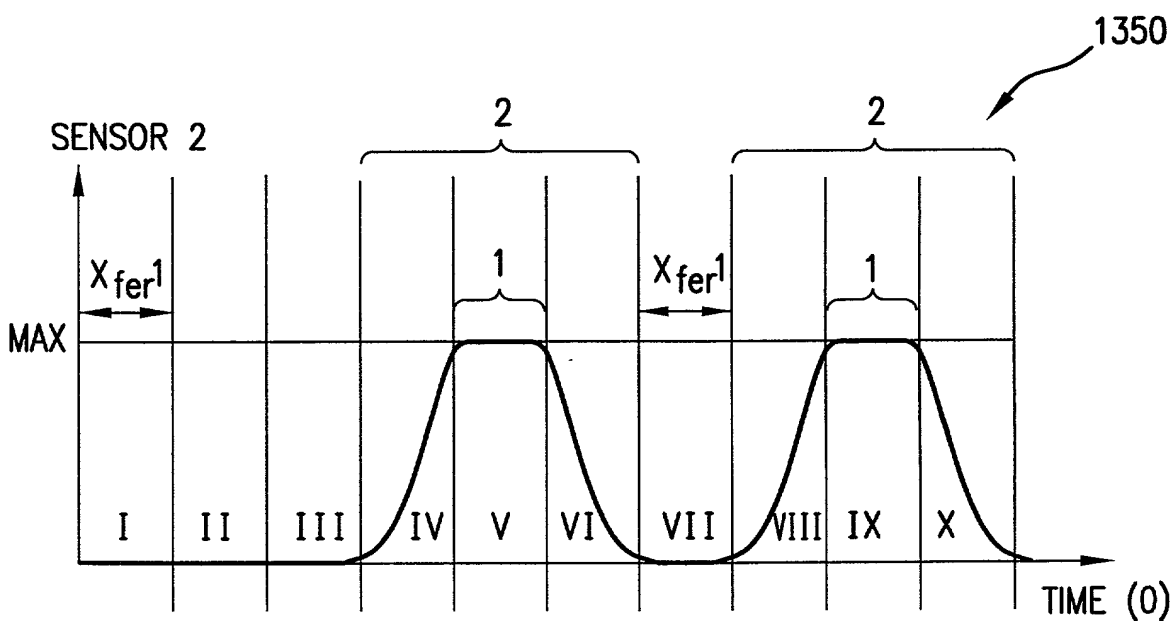 1350
SENSOR 2
2
2
Xfer1
1
Xfer1
1
MAX
I II III IV V VI VII VIII IX X
TIME (0)